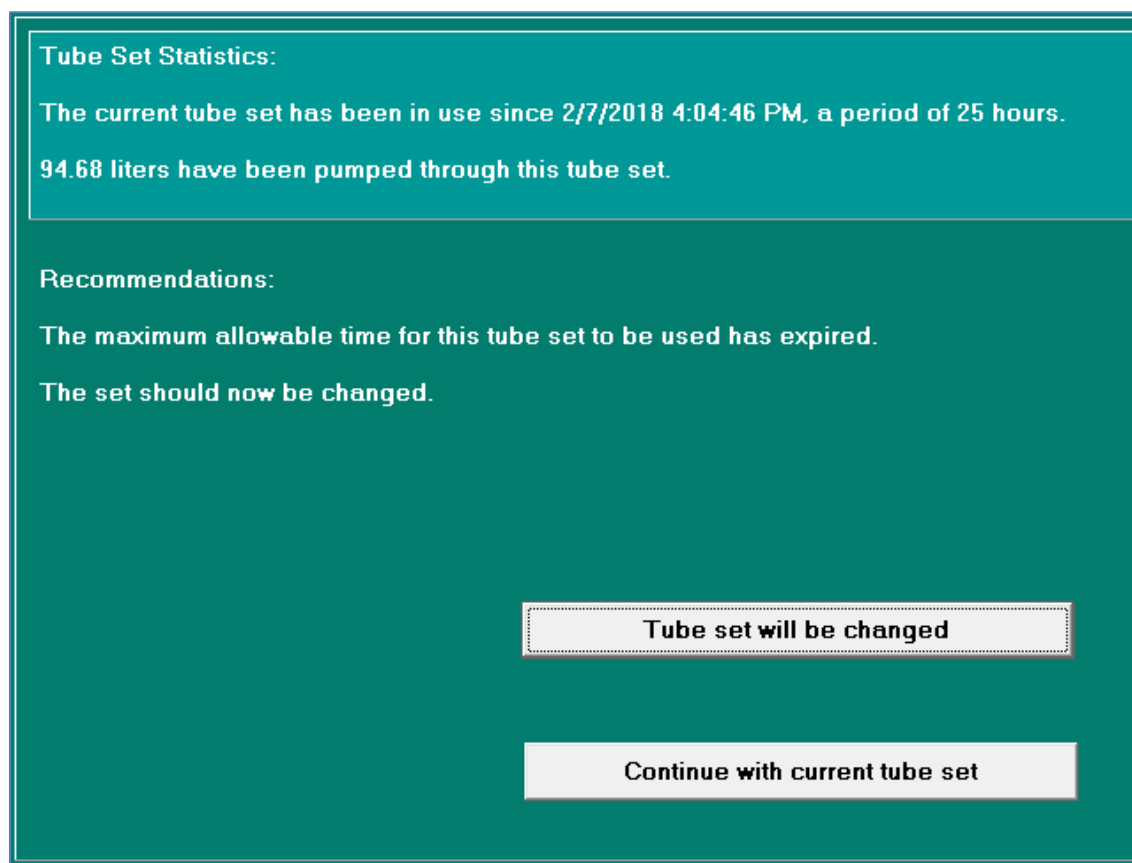 Tube Set Statistics:
The current tube set has been in use since 2/7/2018 4:04:46 PM, a period of 25 hours.
94.68 liters have been pumped through this tube set.
Recommendations:
The maximum allowable time for this tube set to be used has expired.
The set should now be changed.
Tube set will be changed
Continue with current tube set